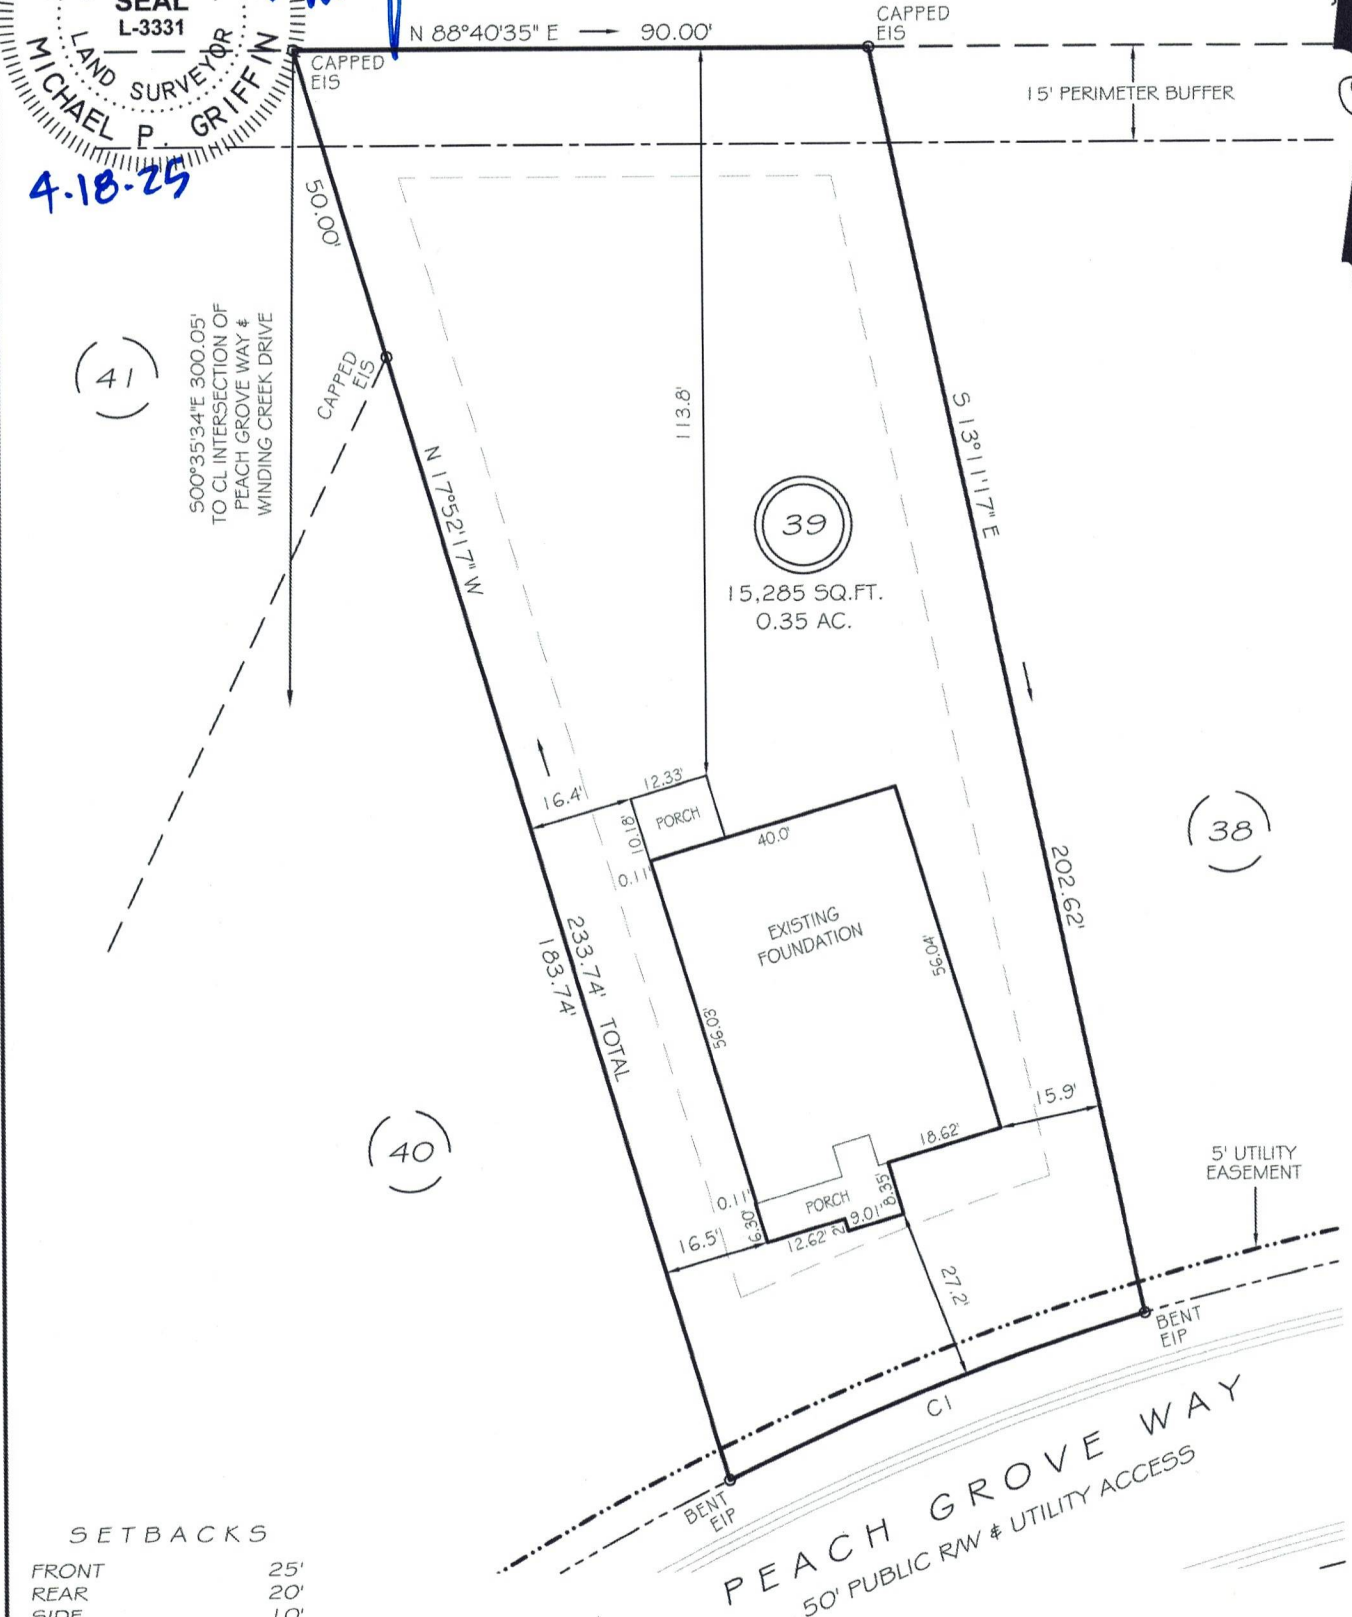 SEAL
L-3331
LAND SURVEYOR
MICHAEL P. GRIFFIN
4.18.25
N 88°40'35" E
90.00'
CAPPED
EIS
CAPPED
EIS
15' PERIMETER BUFFER
50.00'
41
S00°35'34"E 300.05'
TO CL INTERSECTION OF
PEACH GROVE WAY &
WINDING CREEK DRIVE
CAPPED
EIS
N 17°52'17" W
113.8'
S 13°11'17" E
39
15,285 SQ.FT.
0.35 AC.
16.4'
12.33'
10.18'
PORCH
40.0'
0.11'
38
202.62'
EXISTING
FOUNDATION
56.04'
56.03'
233.74' TOTAL
183.74'
15.9'
18.62'
40
5' UTILITY
EASEMENT
0.11'
PORCH
8.35'
6.30'
16.5'
12.62'
2'
9.01'
27.2'
BENT
EIP
C1
BENT
EIP
PEACH GROVE WAY
50' PUBLIC R/W & UTILITY ACCESS
SETBACKS
FRONT 25'
REAR 20'
SIDE 10'